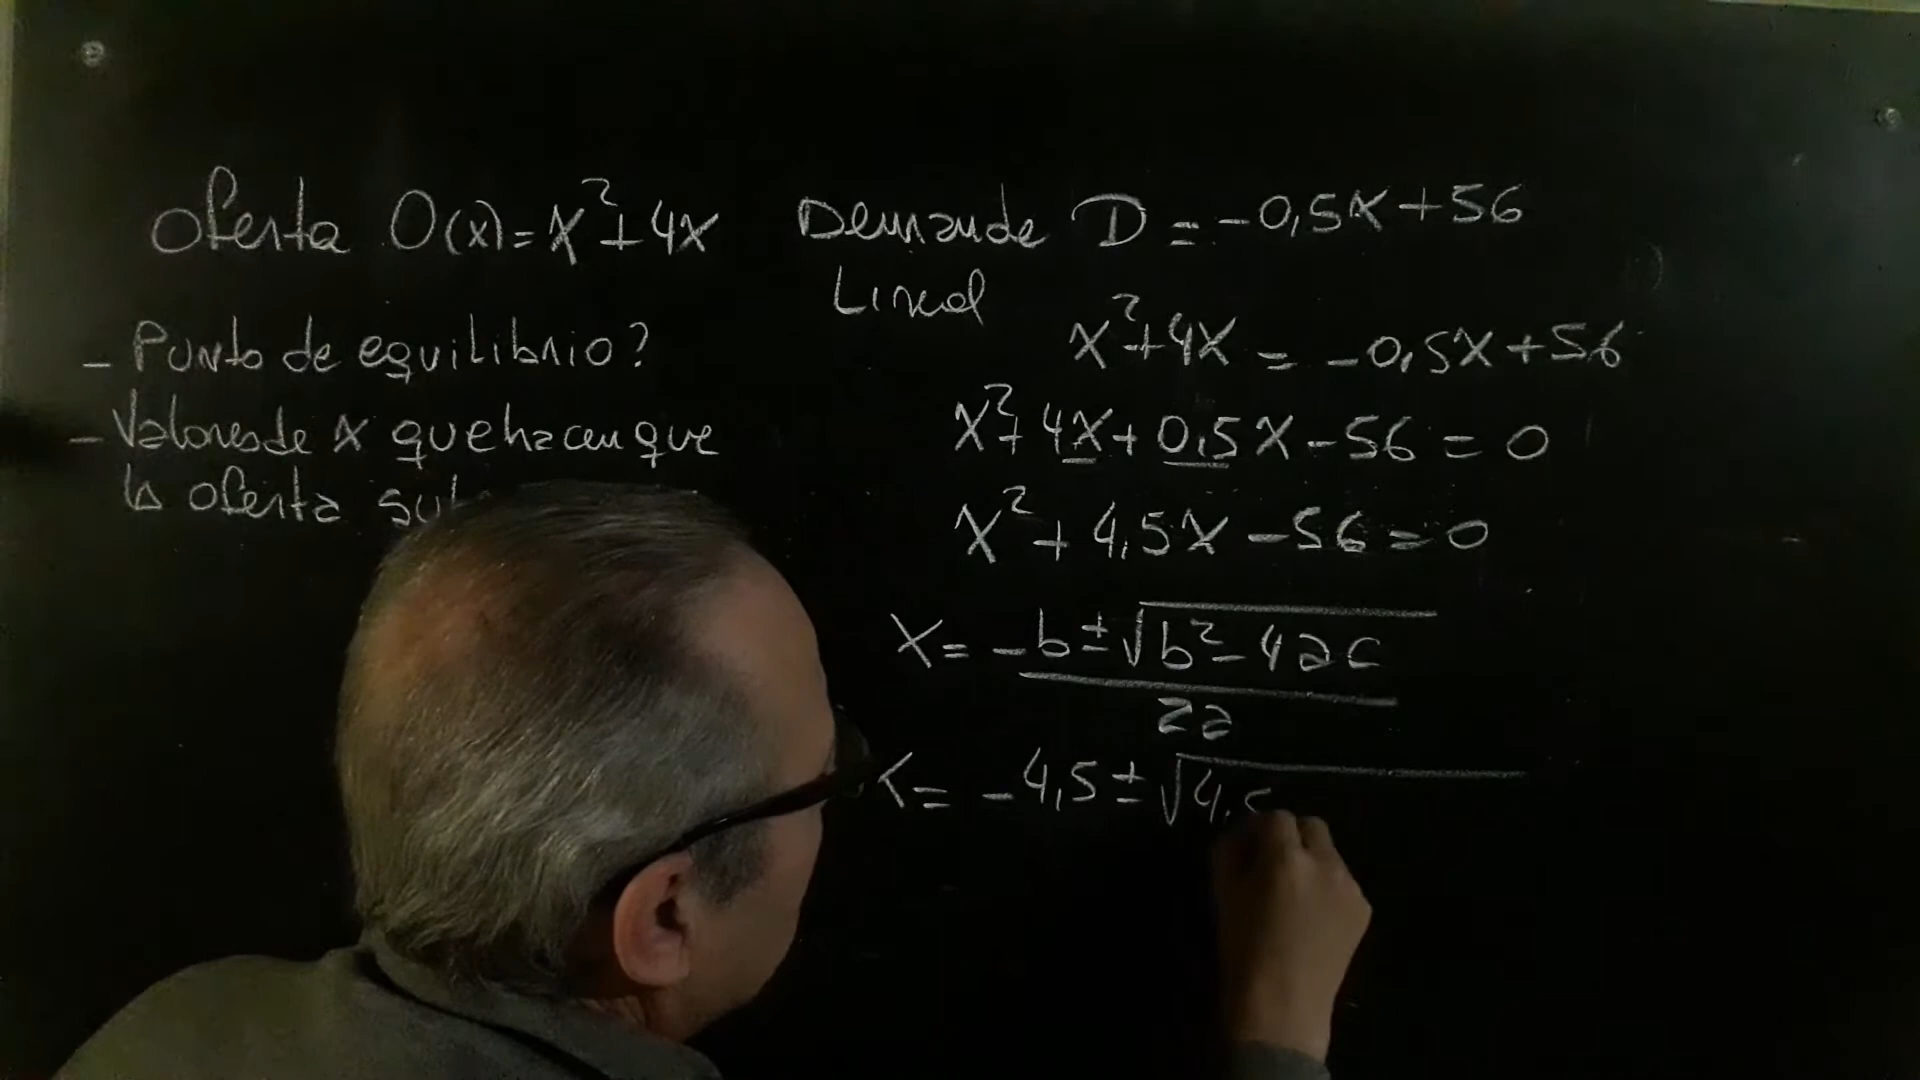 Oferta O(x)=x²+4x Demanda D=-0,5x+56
Lineal
- Punto de equilibrio?
- Valores de x que hacen que
la oferta
x²+4x=-0,5x+56
x²+4x+0,5x-56=0
x²+4,5x-56=0
x=-b±√b²-4ac
2a
x=-4,5±√4,5